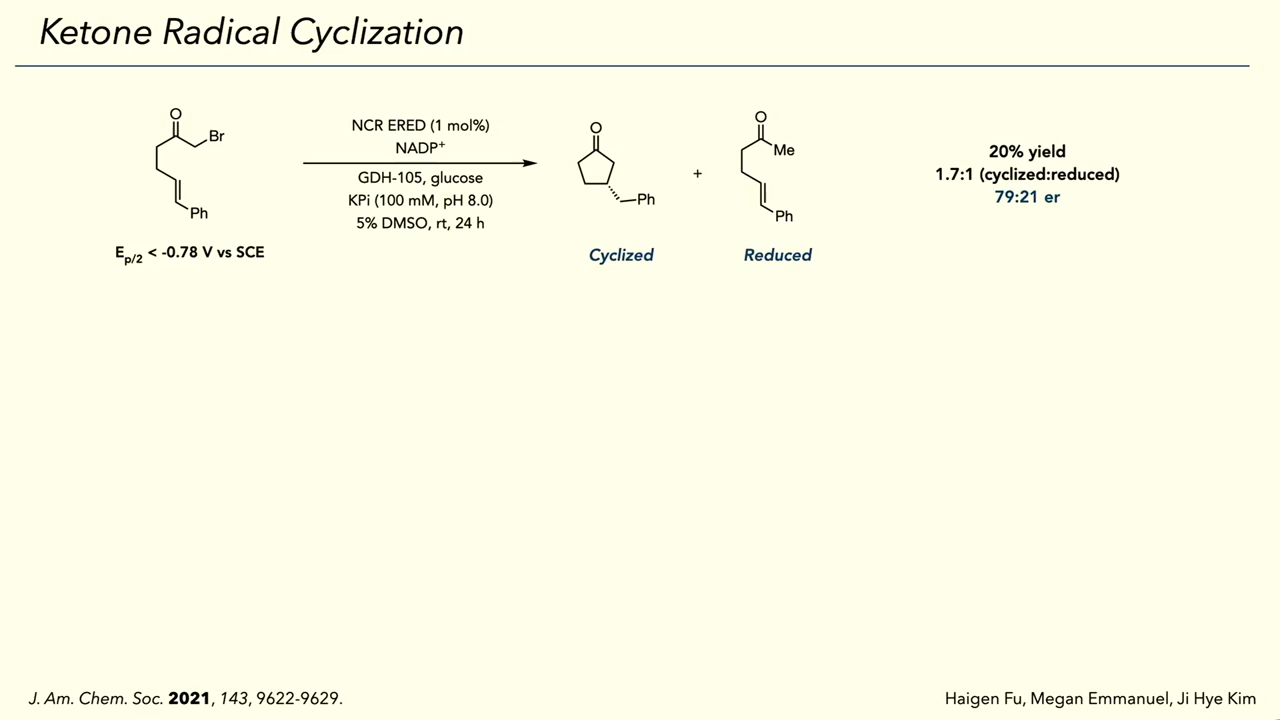 Ketone Radical Cyclization
O
Br
Ph
E_p/2 < -0.78 V vs SCE
NCR ERED (1 mol%)
NADP⁺
GDH-105, glucose
KPi (100 mM, pH 8.0)
5% DMSO, rt, 24 h
O
Ph
Cyclized
+
O
Me
Ph
Reduced
20% yield
1.7:1 (cyclized:reduced)
79:21 er
J. Am. Chem. Soc. 2021, 143, 9622-9629.
Haigen Fu, Megan Emmanuel, Ji Hye Kim